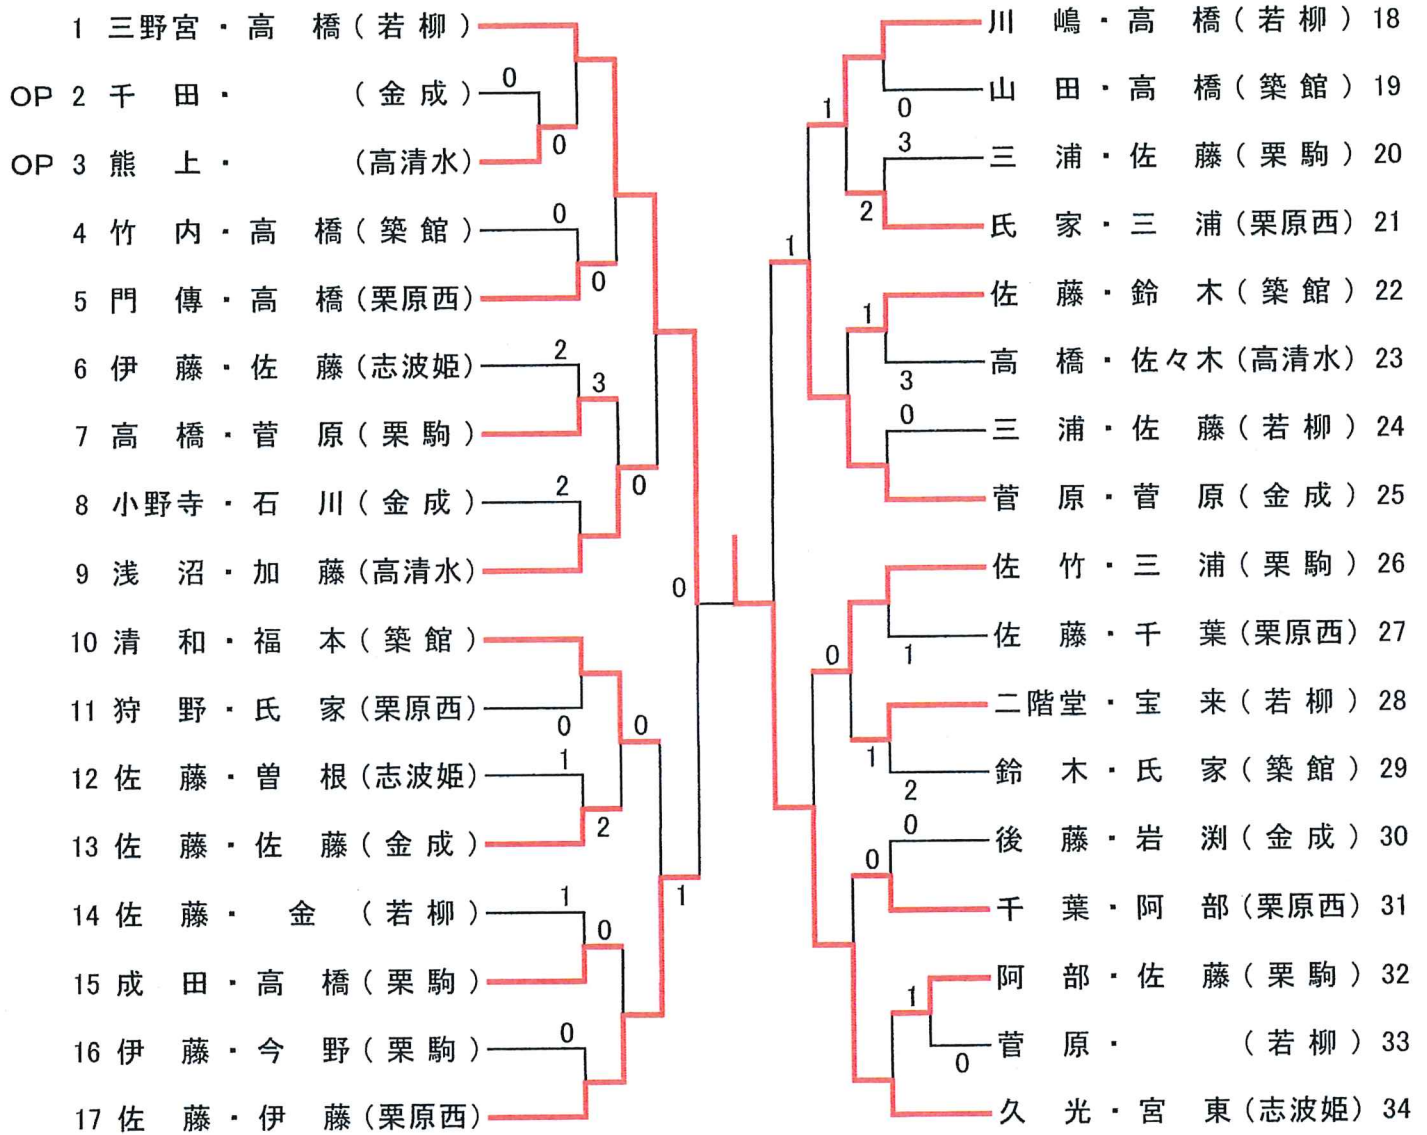 1 三野宮・高 橋(若柳)
OP 2 千 田・ (金成)
OP 3 熊 上・ (高清水)
4 竹 内・高 橋(築館)
5 門 傳・高 橋(栗原西)
6 伊 藤・佐 藤(志波姫)
7 高 橋・菅 原(栗駒)
8 小野寺・石 川(金成)
9 浅 沼・加 藤(高清水)
10 清 和・福 本(築館)
11 狩 野・氏 家(栗原西)
12 佐 藤・曽 根(志波姫)
13 佐 藤・佐 藤(金成)
14 佐 藤・ 金 (若柳)
15 成 田・高 橋(栗駒)
16 伊 藤・今 野(栗駒)
17 佐 藤・伊 藤(栗原西)
0
0
0
0
2
3
2
0
0
0
0
1
2
1
0
0
1
川 嶋・高 橋(若柳) 18
山 田・高 橋(築館) 19
三 浦・佐 藤(栗駒) 20
氏 家・三 浦(栗原西) 21
佐 藤・鈴 木(築館) 22
高 橋・佐々木(高清水) 23
三 浦・佐 藤(若柳) 24
菅 原・菅 原(金成) 25
佐 竹・三 浦(栗駒) 26
佐 藤・千 葉(栗原西) 27
二階堂・宝 来(若柳) 28
鈴 木・氏 家(築館) 29
後 藤・岩 渕(金成) 30
千 葉・阿 部(栗原西) 31
阿 部・佐 藤(栗駒) 32
菅 原・ (若柳) 33
久 光・宮 東(志波姫) 34
0
1
3
2
1
1
3
0
1
0
1
2
0
0
1
0